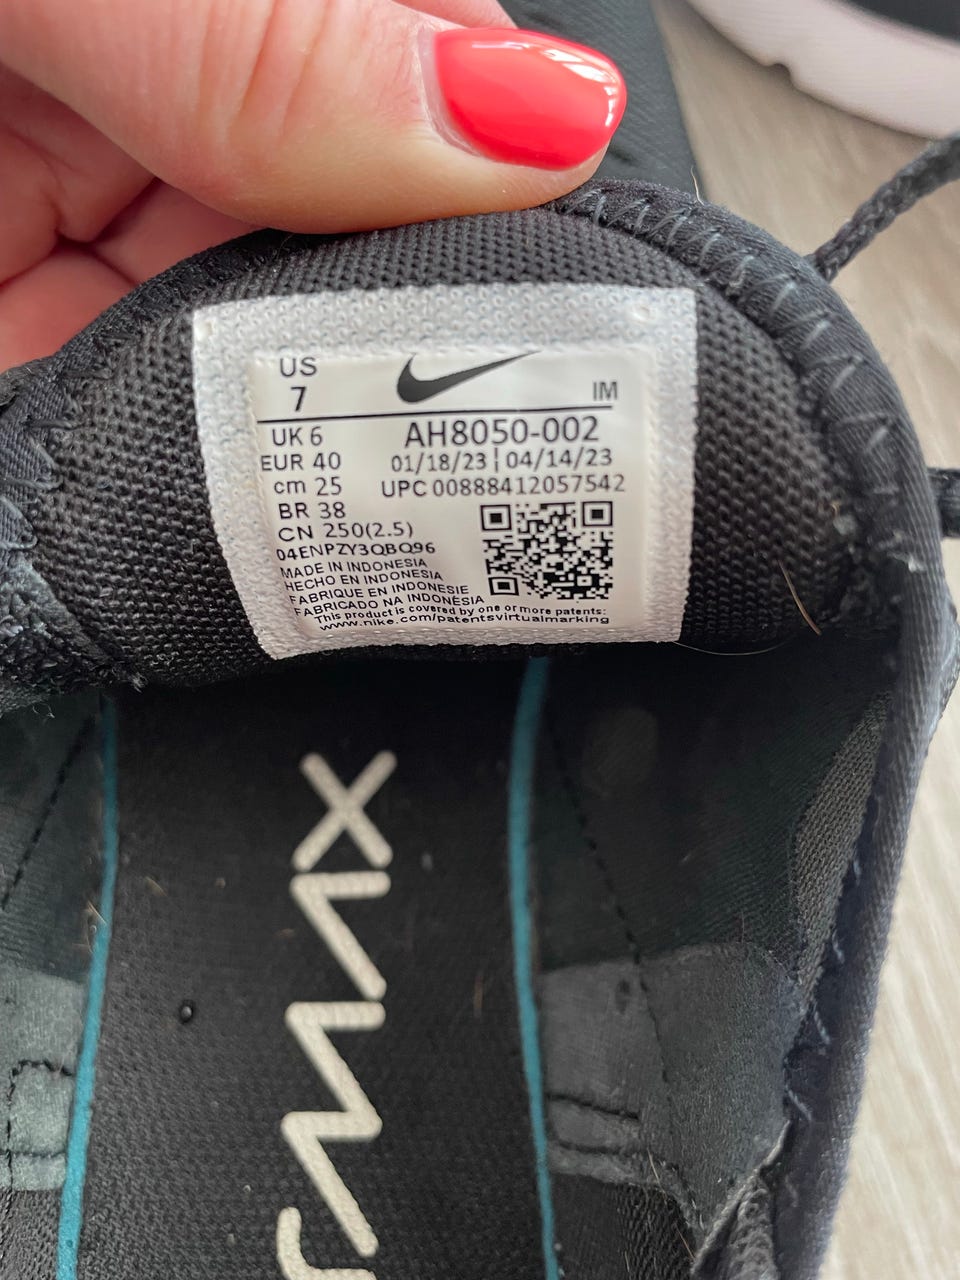 US
7
IM
UK 6
EUR 40
cm 25
BR 38
CN 250(2.5)
AH8050-002
01/18/23 | 04/14/23
UPC 00888412057542
04ENPZY3QBQ96
MADE IN INDONESIA
HECHO EN INDONESIA
FABRIQUE EN INDONESIE
FABRICADO NA INDONÉSIA
This product is covered by one or more patents:
www.nike.com/patentsvirtualmarking